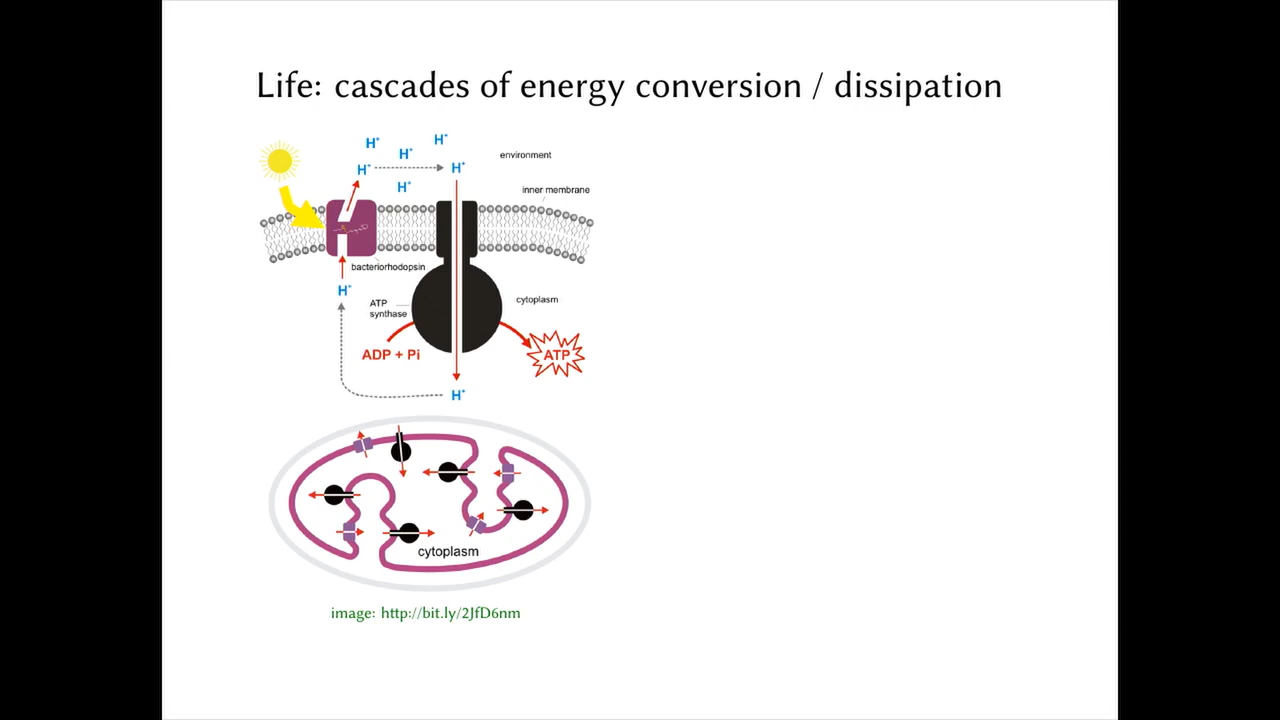 Life: cascades of energy conversion / dissipation
H⁺
H⁺
H⁺
H⁺
H⁺
H⁺
environment
inner membrane
bacteriorhodopsin
H⁺
ATP
synthase
cytoplasm
ADP + Pi
ATP
H⁺
cytoplasm
image: http://bit.ly/2JfD6nm